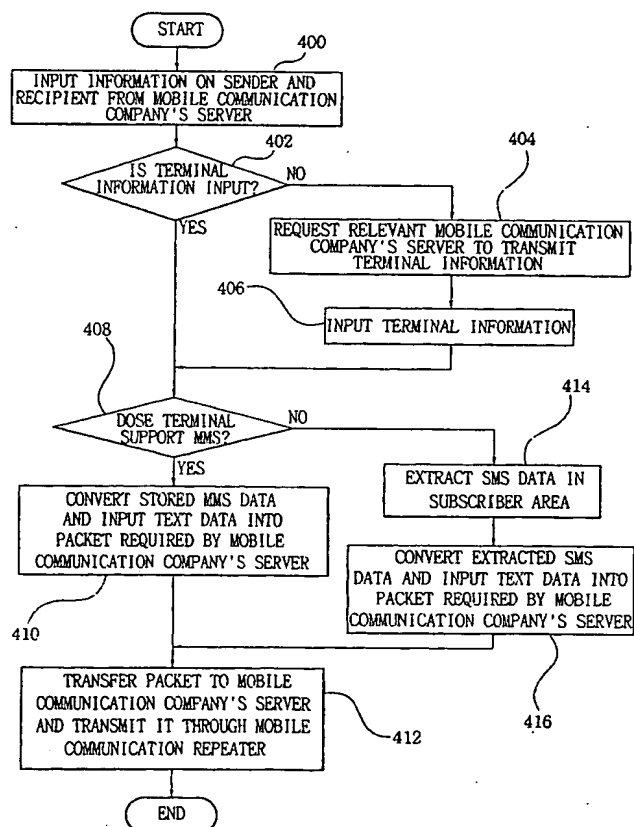 START
400
INPUT INFORMATION ON SENDER AND
RECIPIENT FROM MOBILE COMMUNICATION
COMPANY'S SERVER
402
IS TERMINAL
INFORMATION INPUT?
NO
YES
404
REQUEST RELEVANT MOBILE COMMUNICATION
COMPANY'S SERVER TO TRANSMIT
TERMINAL INFORMATION
406
INPUT TERMINAL INFORMATION
408
DOSE TERMINAL
SUPPORT MMS?
NO
YES
414
EXTRACT SMS DATA IN
SUBSCRIBER AREA
CONVERT STORED MMS DATA
AND INPUT TEXT DATA INTO
PACKET REQUIRED BY MOBILE
COMMUNICATION COMPANY'S SERVER
410
CONVERT EXTRACTED SMS
DATA AND INPUT TEXT DATA INTO
PACKET REQUIRED BY MOBILE
COMMUNICATION COMPANY'S SERVER
416
TRANSFER PACKET TO MOBILE
COMMUNICATION COMPANY'S SERVER
AND TRANSMIT IT THROUGH MOBILE
COMMUNICATION REPEATER
412
END